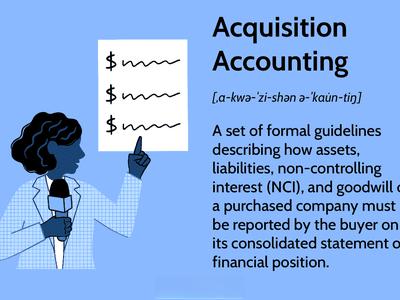 $
$
$
Acquisition
Accounting
[ˌa-kwə-ˈzi-shən ə-ˈkau̇n-tiŋ]
A set of formal guidelines
describing how assets,
liabilities, non-controlling
interest (NCI), and goodwill
a purchased company must
be reported by the buyer on
its consolidated statement
financial position.